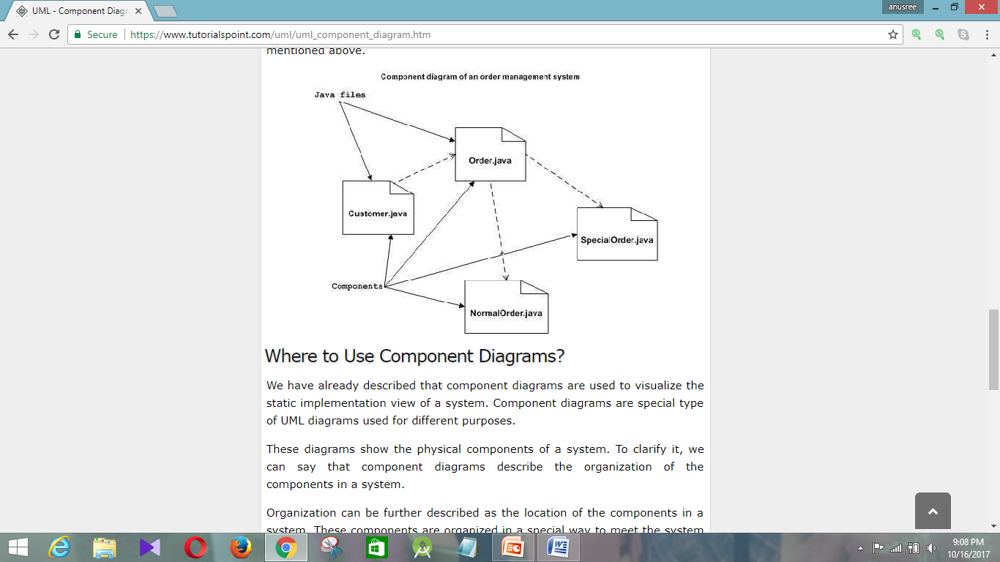 UML - Component Diagr
anusree
Secure
https://www.tutorialspoint.com/uml/uml_component_diagram.htm
mentioned above.
Component diagram of an order management system
Java files
Order.java
Customer.java
SpecialOrder.java
Components
NormalOrder.java
Where to Use Component Diagrams?
We have already described that component diagrams are used to visualize the
static implementation view of a system. Component diagrams are special type
of UML diagrams used for different purposes.
These diagrams show the physical components of a system. To clarify it, we
can say that component diagrams describe the organization of the
components in a system.
Organization can be further described as the location of the components in a
system. These components are organized in a special way to meet the system
9:08 PM
10/16/2017